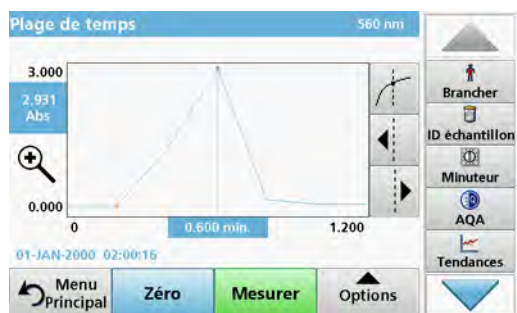 Plage de temps 560 nm
3.000
2.931
Abs
0.000
0 0.600 min. 1.200
01-JAN-2000 02:00:16
Menu
Principal
Zéro
Mesurer
Options
Brancher
ID échantillon
Minuteur
AQA
Tendances